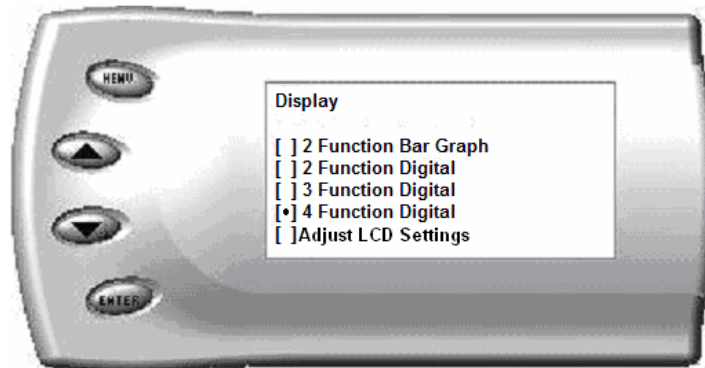 MENU
Display
[ ] 2 Function Bar Graph
[ ] 2 Function Digital
[ ] 3 Function Digital
[•] 4 Function Digital
[ ]Adjust LCD Settings
ENTER